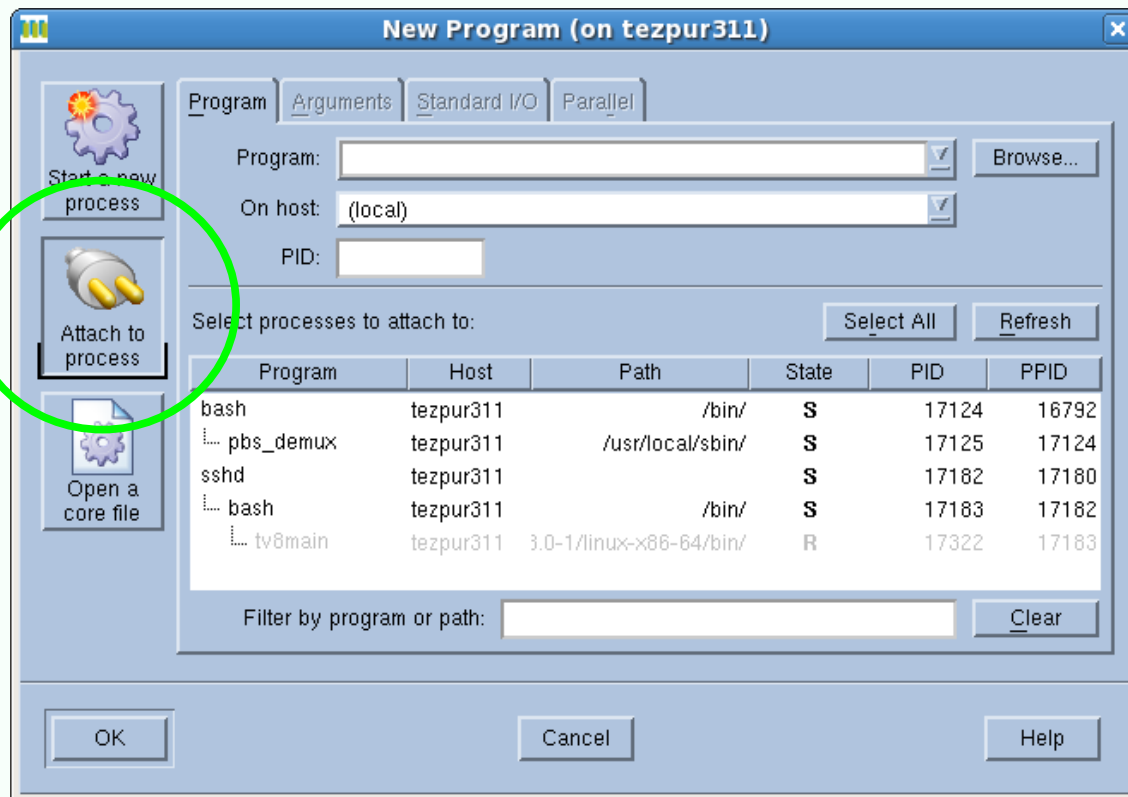 New Program (on tezpur311)
Start a new
process
Attach to
process
Open a
core file
Program Arguments Standard I/O Parallel
Program: Browse...
On host: (local)
PID:
Select processes to attach to: Select All Refresh
Program Host Path State PID PPID
bash tezpur311 /bin/ S 17124 16792
pbs_demux tezpur311 /usr/local/sbin/ S 17125 17124
sshd tezpur311 S 17182 17180
bash tezpur311 /bin/ S 17183 17182
tv8main tezpur311 3.0-1/linux-x86-64/bin/ R 17322 17183
Filter by program or path: Clear
OK Cancel Help